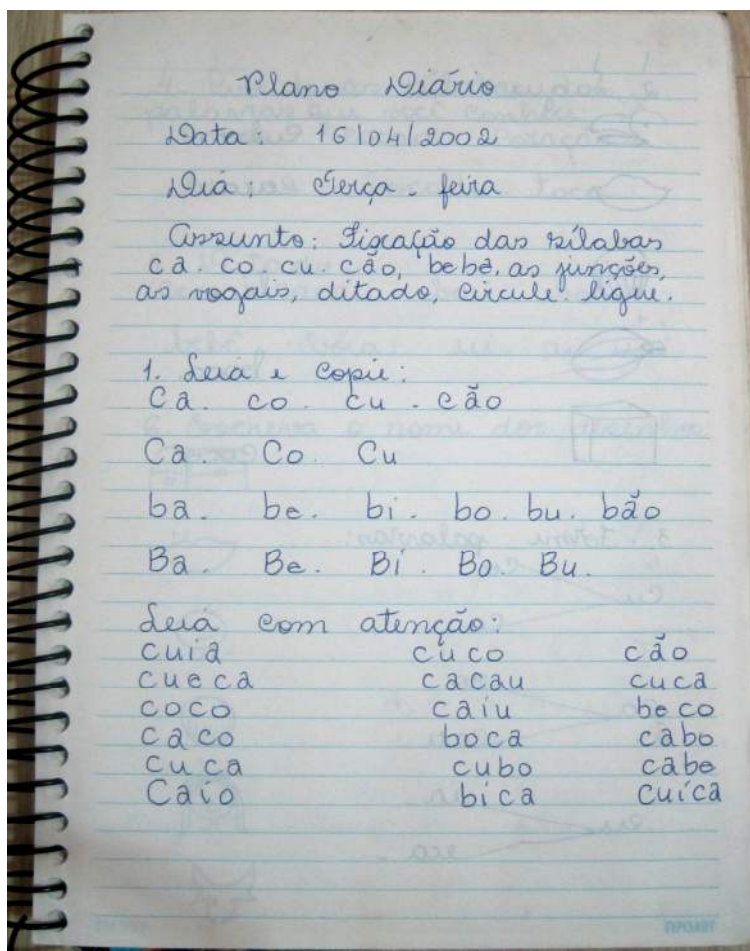 Plano Diário
Data: 16/04/2002
Dia: Terça-feira
Assunto: Fixação das sílabas
ca. co. cu. cão, bebê, as junções,
as vogais, ditado, circule. ligue.
1. Leia e copie:
Ca. co. cu. cão
Ca. Co. Cu
ba. be. bi. bo. bu. bão
Ba. Be. Bi. Bo. Bu.
Leia com atenção:
cuia cuco cão
cueca cacau cuca
coco caiu beco
caco boca cabo
cuca cubo cabe
Caio bica cuíca